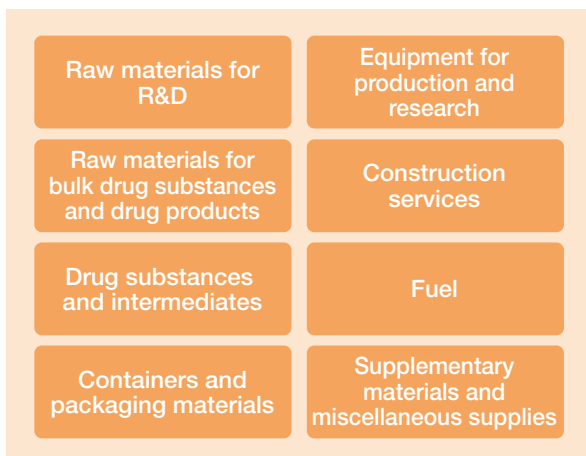 Raw materials for
R&D
Equipment for
production and
research
Raw materials for
bulk drug substances
and drug products
Construction
services
Drug substances
and intermediates
Fuel
Containers and
packaging materials
Supplementary
materials and
miscellaneous supplies